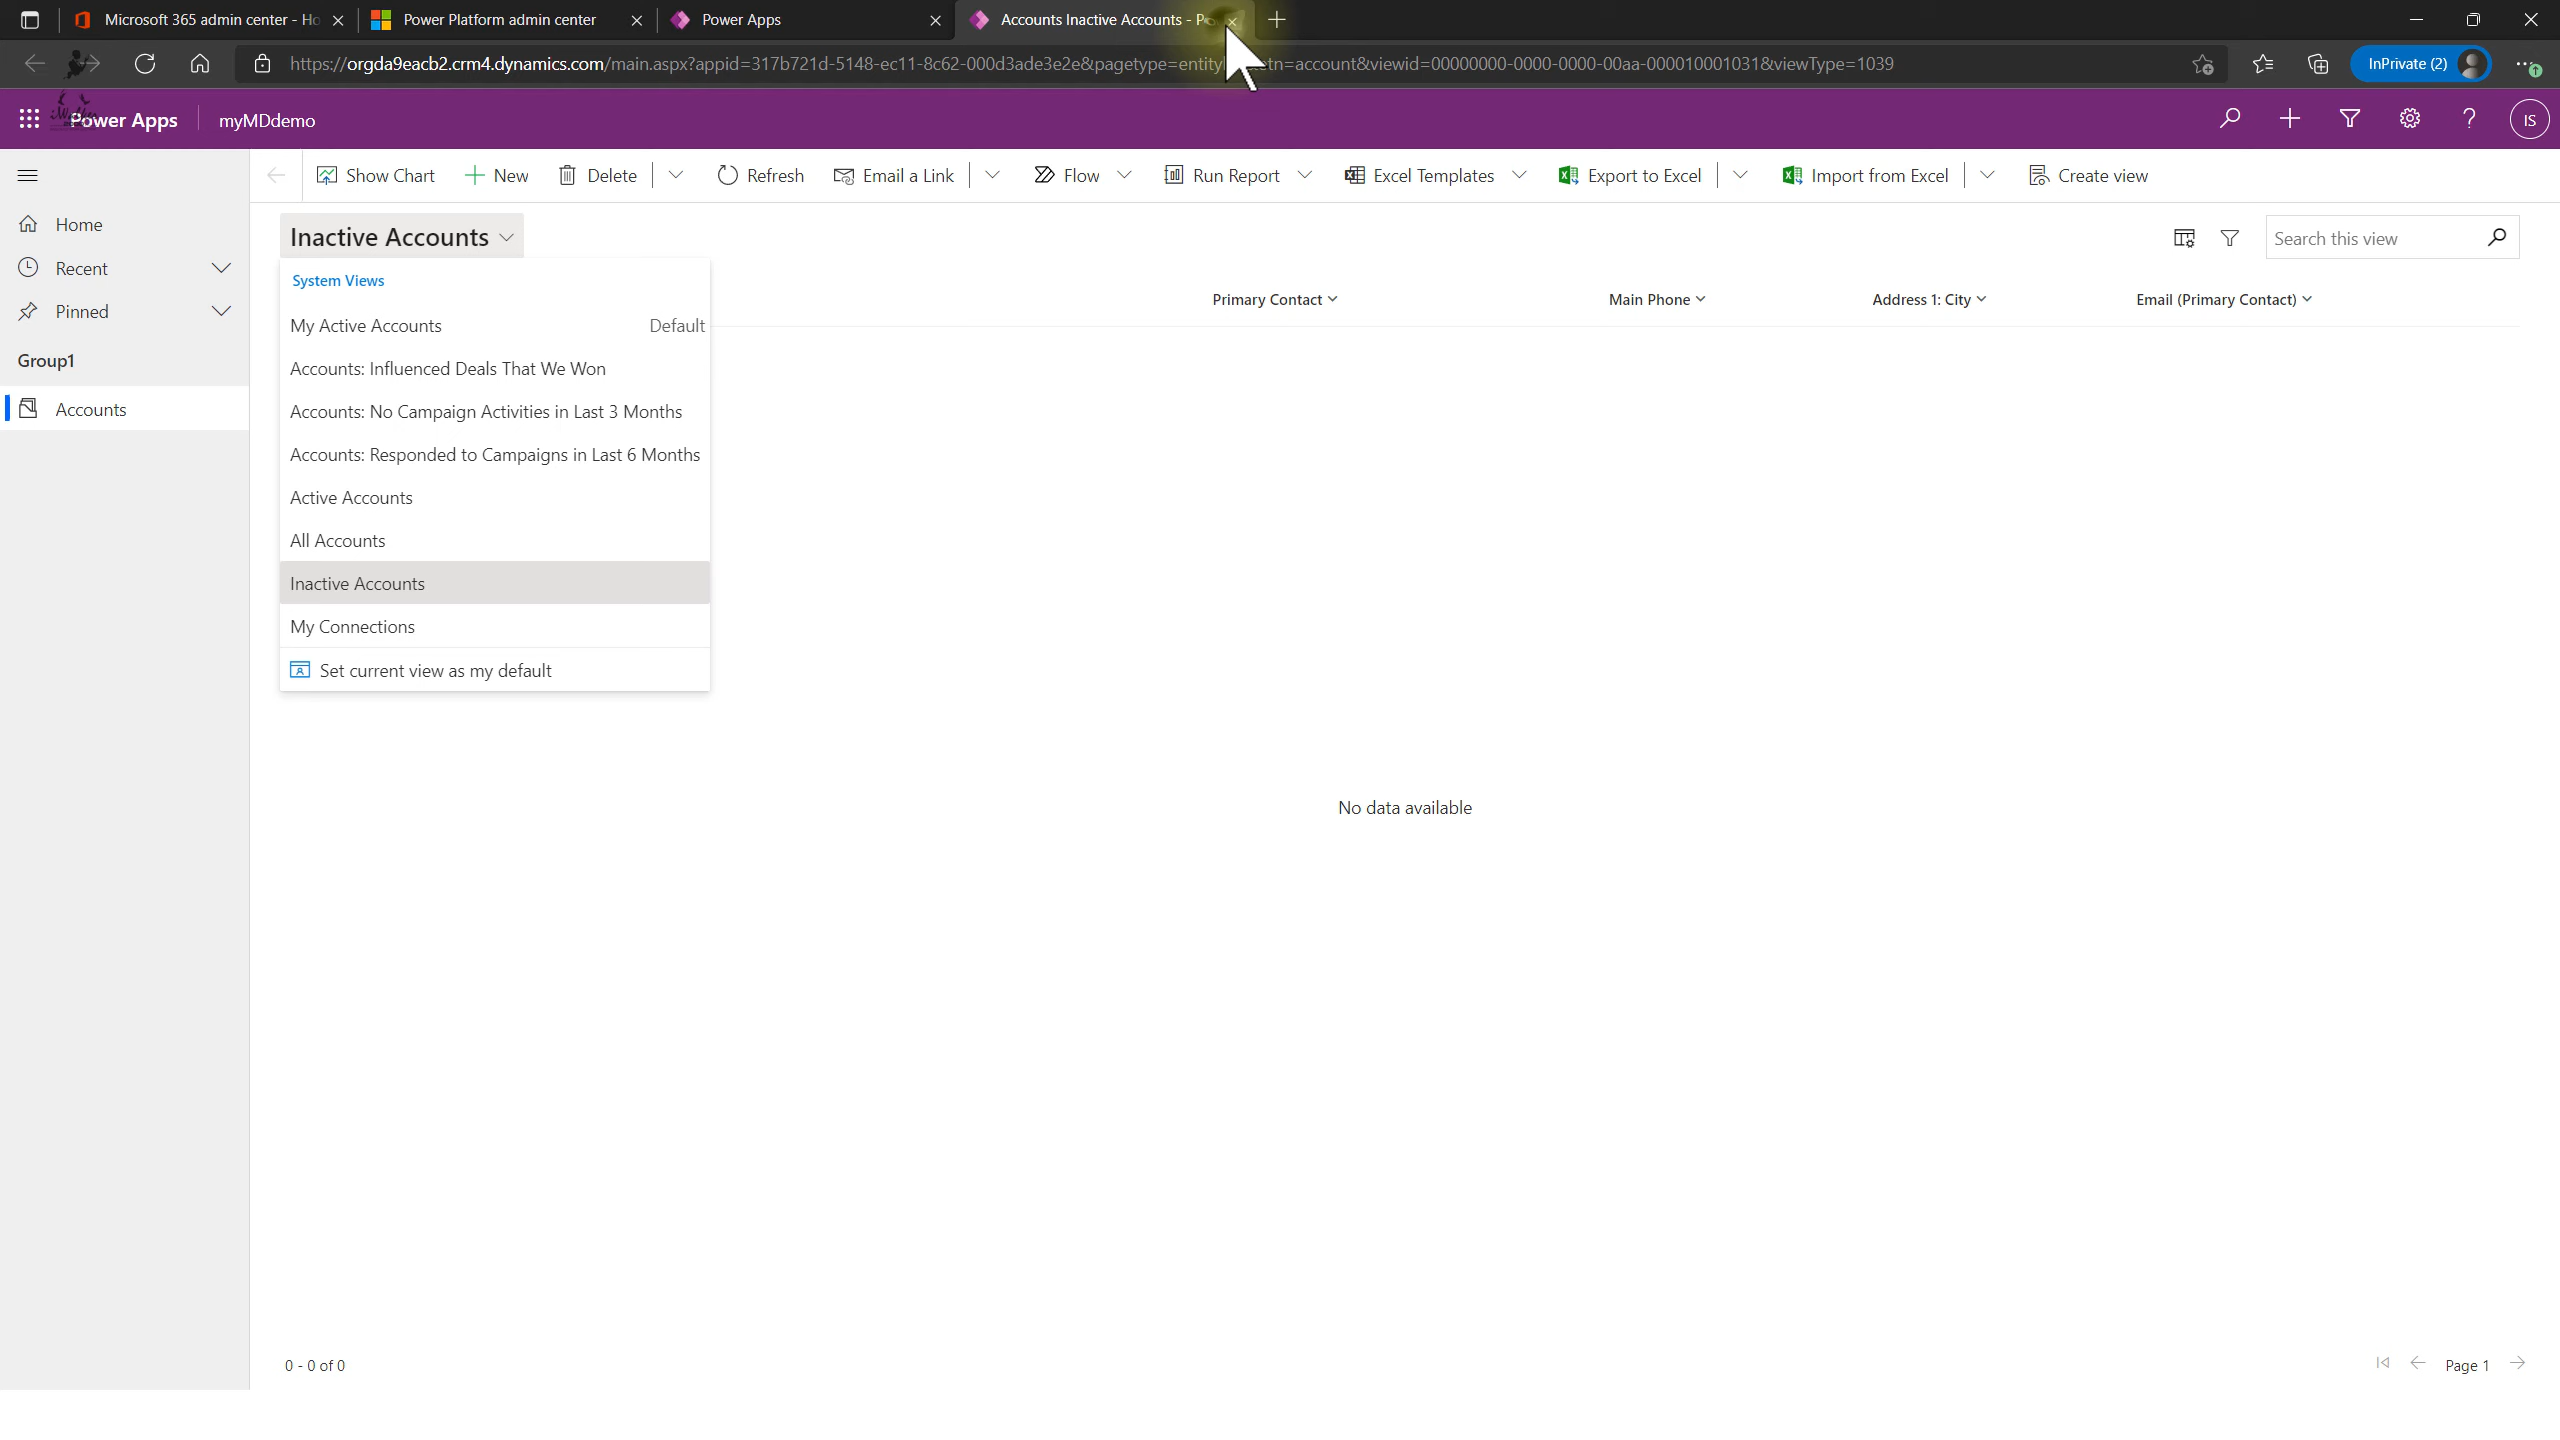 Microsoft 365 admin center - Ho
Power Platform admin center
Power Apps
Accounts Inactive Accounts -
https://orgda9eacb2.crm4.dynamics.com/main.aspx?appid=317b721d-5148-ec11-8c62-000d3ade3e2e&pagetype=entity etn=account&viewid=00000000-0000-0000-00aa-000010001031&viewType=1039
InPrivate (2)
Power Apps
myMDdemo
IS
Show Chart
New
Delete
Refresh
Email a Link
Flow
Run Report
Excel Templates
Export to Excel
Import from Excel
Create view
Home
Recent
Pinned
Group1
Accounts
Inactive Accounts
Search this view
System Views
My Active Accounts Default
Accounts: Influenced Deals That We Won
Accounts: No Campaign Activities in Last 3 Months
Accounts: Responded to Campaigns in Last 6 Months
Active Accounts
All Accounts
Inactive Accounts
My Connections
Set current view as my default
Primary Contact
Main Phone
Address 1: City
Email (Primary Contact)
No data available
0 - 0 of 0
Page 1